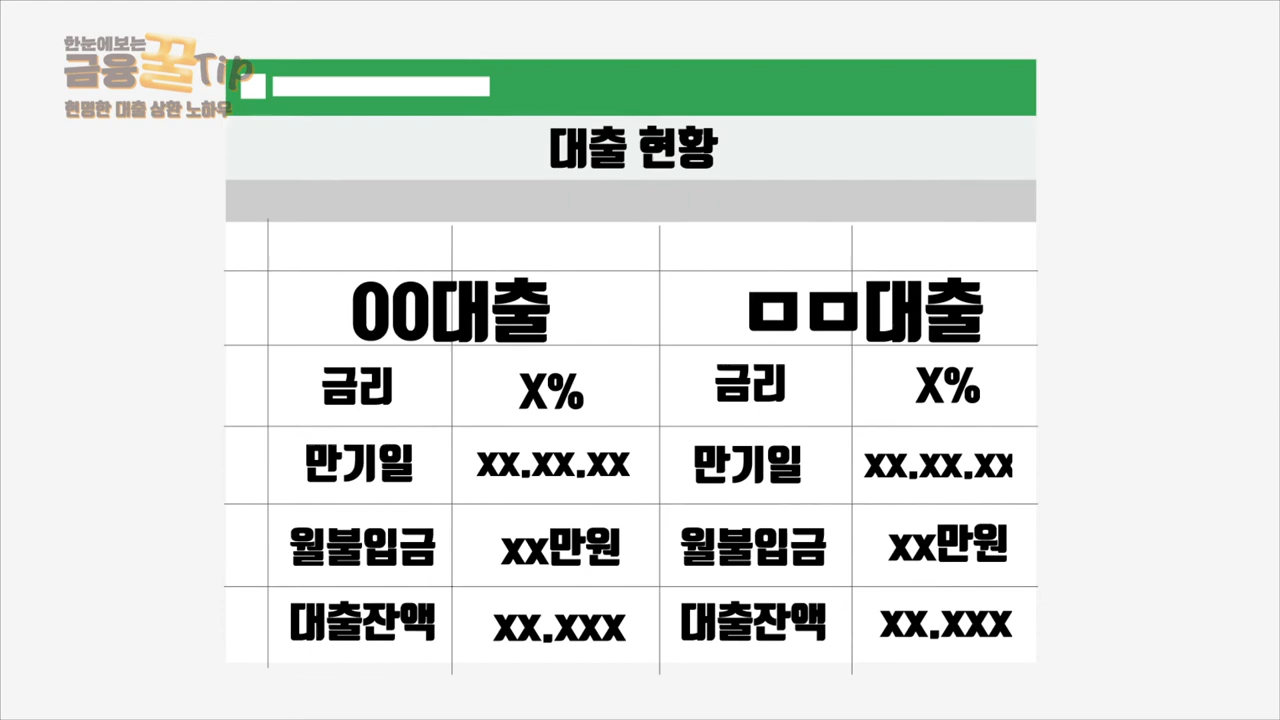 한눈에보는
금융꿀Tip
현명한 대출 상환 노하우
대출 현황
OO대출 ㅁㅁ대출
금리 X% 금리 X%
만기일 xx.xx.xx 만기일 xx.xx.xx
월불입금 xx만원 월불입금 xx만원
대출잔액 xx.xxx 대출잔액 xx.xxx